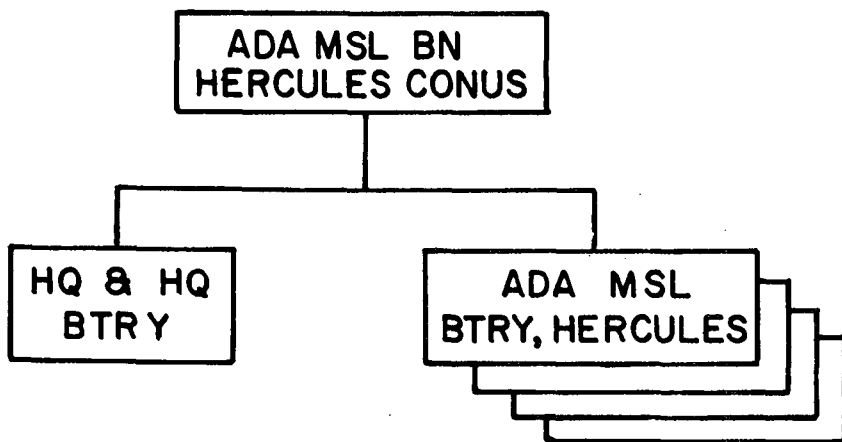 ADA MSL BN
HERCULES CONUS
HQ & HQ
BTRY
ADA MSL
BTRY, HERCULES